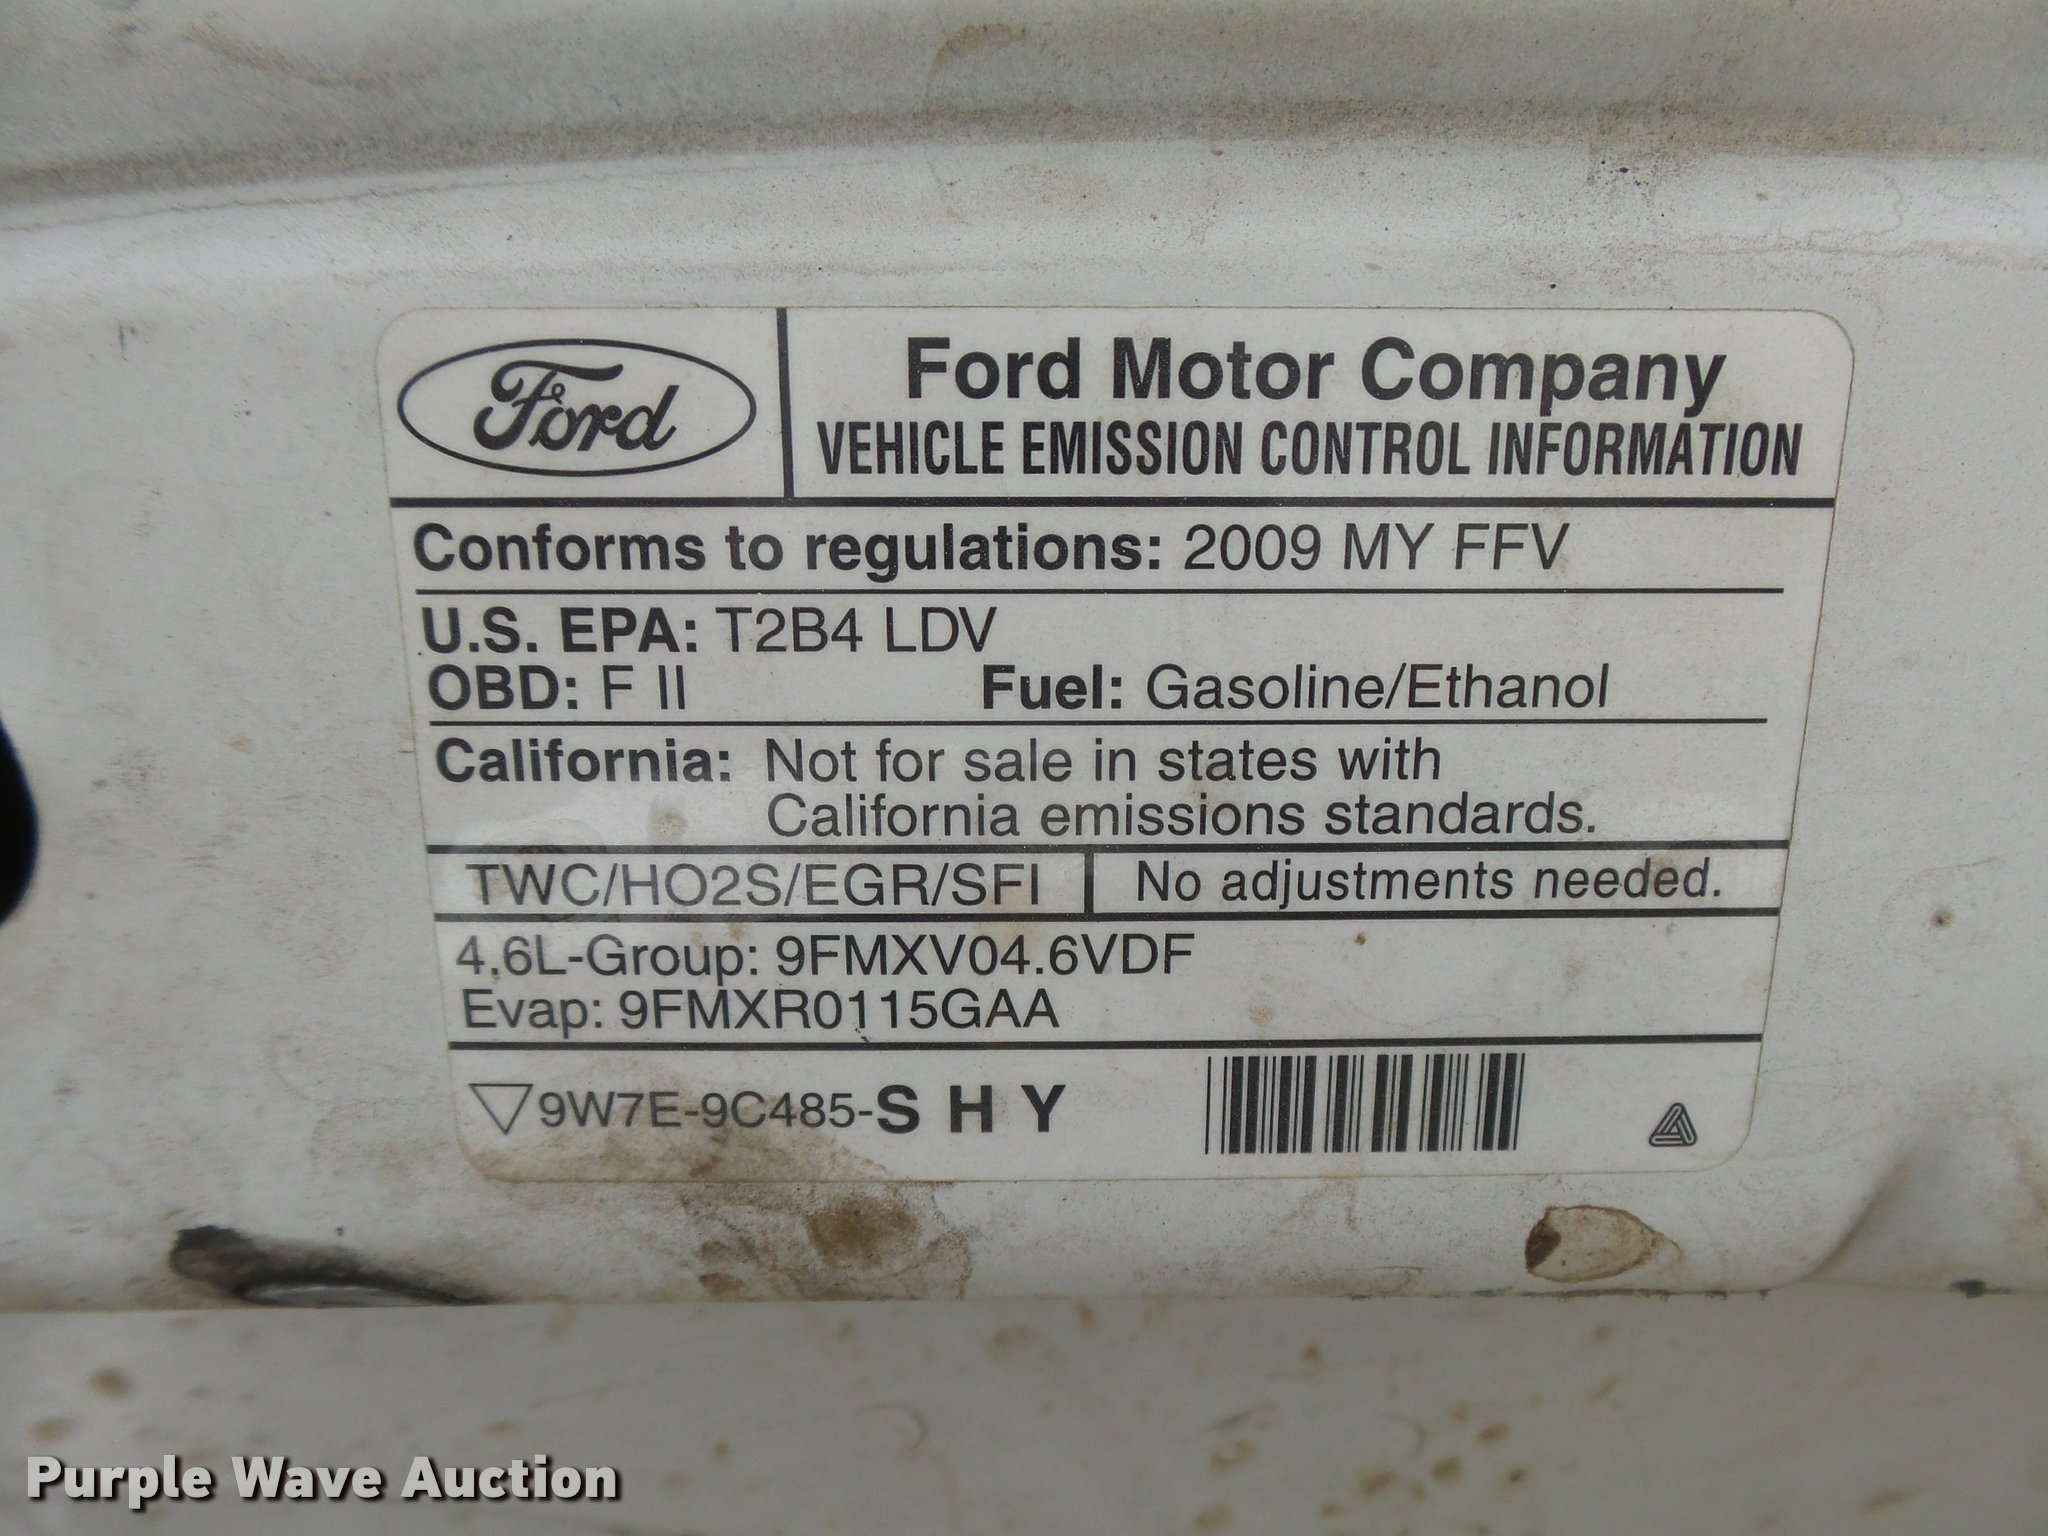 Ford
Ford Motor Company
VEHICLE EMISSION CONTROL INFORMATION
Conforms to regulations: 2009 MY FFV
U.S. EPA: T2B4 LDV
OBD: F II Fuel: Gasoline/Ethanol
California: Not for sale in states with
California emissions standards.
TWC/HO2S/EGR/SFI No adjustments needed.
4.6L-Group: 9FMXV04.6VDF
Evap: 9FMXR0115GAA
9W7E-9C485-S H Y
Purple Wave Auction